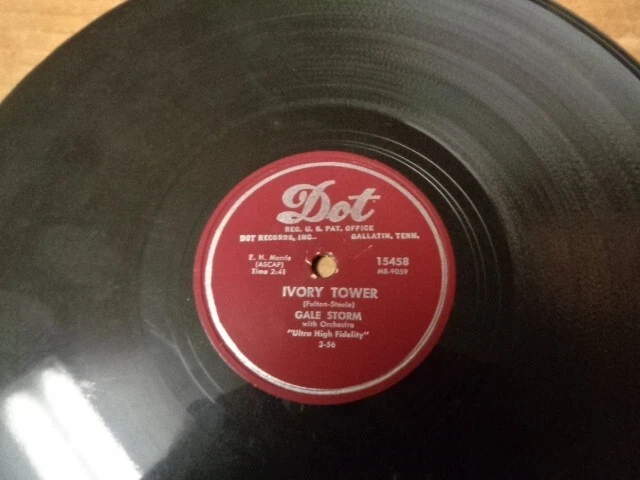 Dot
REG. U. S. PAT. OFFICE
DOT RECORDS, INC.. GALLATIN, TENN.
E. H. Morris
(ASCAP)
Time 2:41
15458
MB-9059
IVORY TOWER
(Fulton-Steele)
GALE STORM
with Orchestra
"Ultra High Fidelity"
3-56